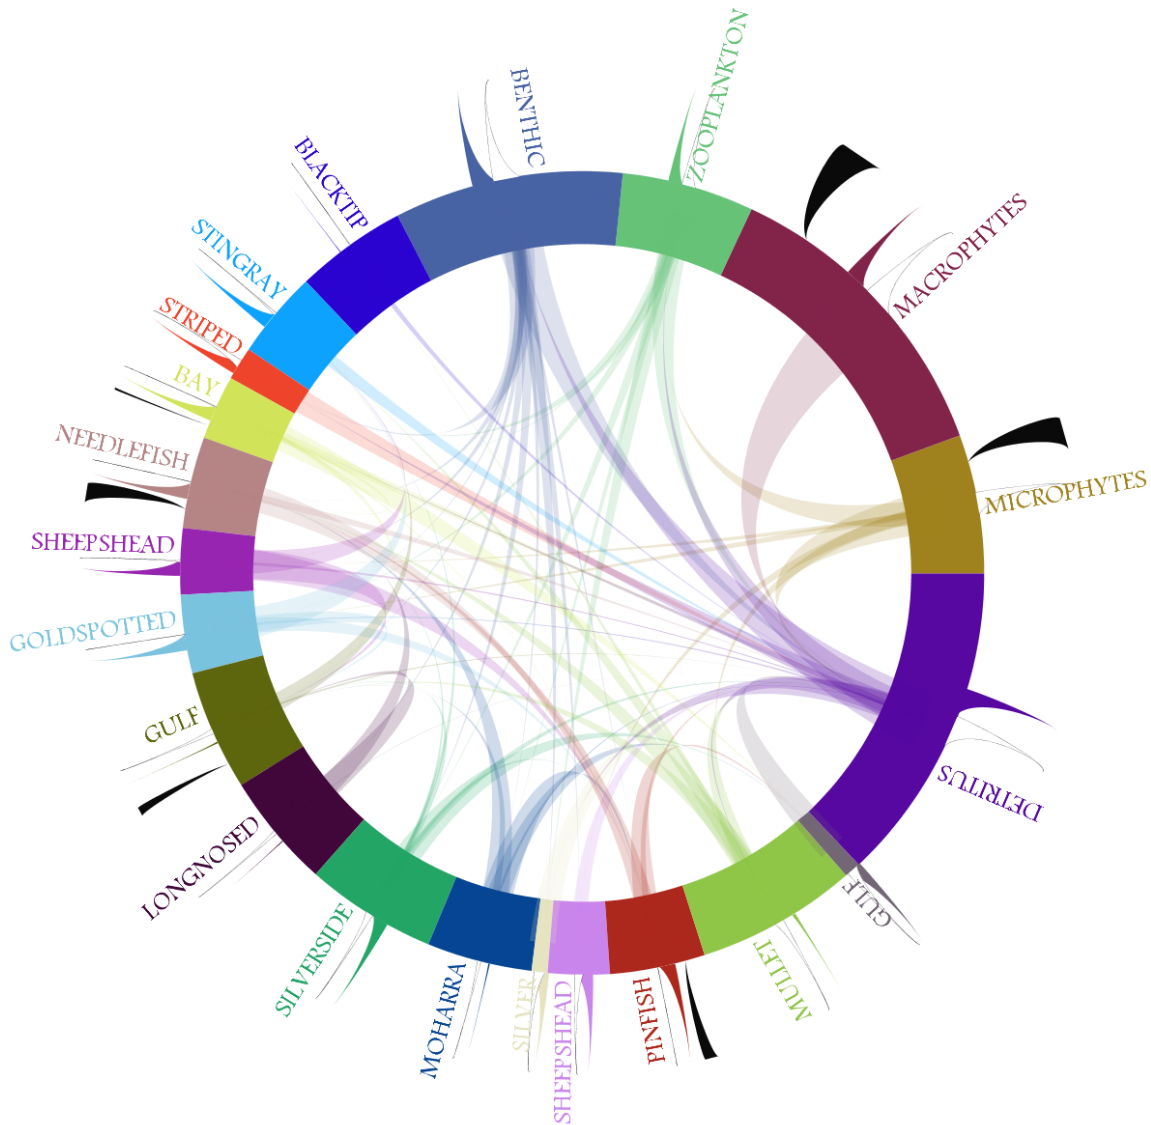 ZOOPLANKTON
MACROPHYTES
MICROPHYTES
DETRITUS
GULF
MULLET
PINFISH
SHEEPSHEAD
SILVER
MOHARRA
SILVERSIDE
LONGNOSED
GULF
GOLDSPOTTED
SHEEPSHEAD
NEEDLEFISH
BAY
STRIPED
STINGRAY
BLACKTIP
BENTHIC